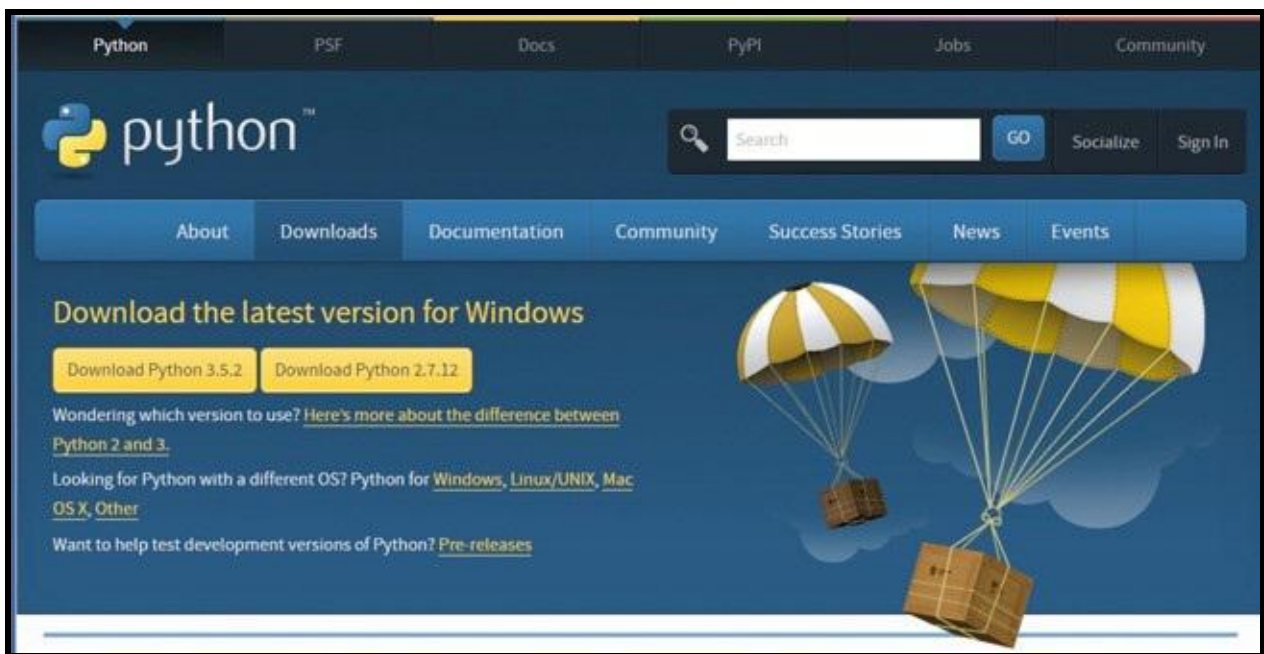 Python PSF Docs PyPI Jobs Community
python™
Search GO Socialize Sign In
About Downloads Documentation Community Success Stories News Events
Download the latest version for Windows
Download Python 3.5.2 Download Python 2.7.12
Wondering which version to use? Here's more about the difference between
Python 2 and 3.
Looking for Python with a different OS? Python for Windows, Linux/UNIX, Mac
OS X, Other
Want to help test development versions of Python? Pre-releases